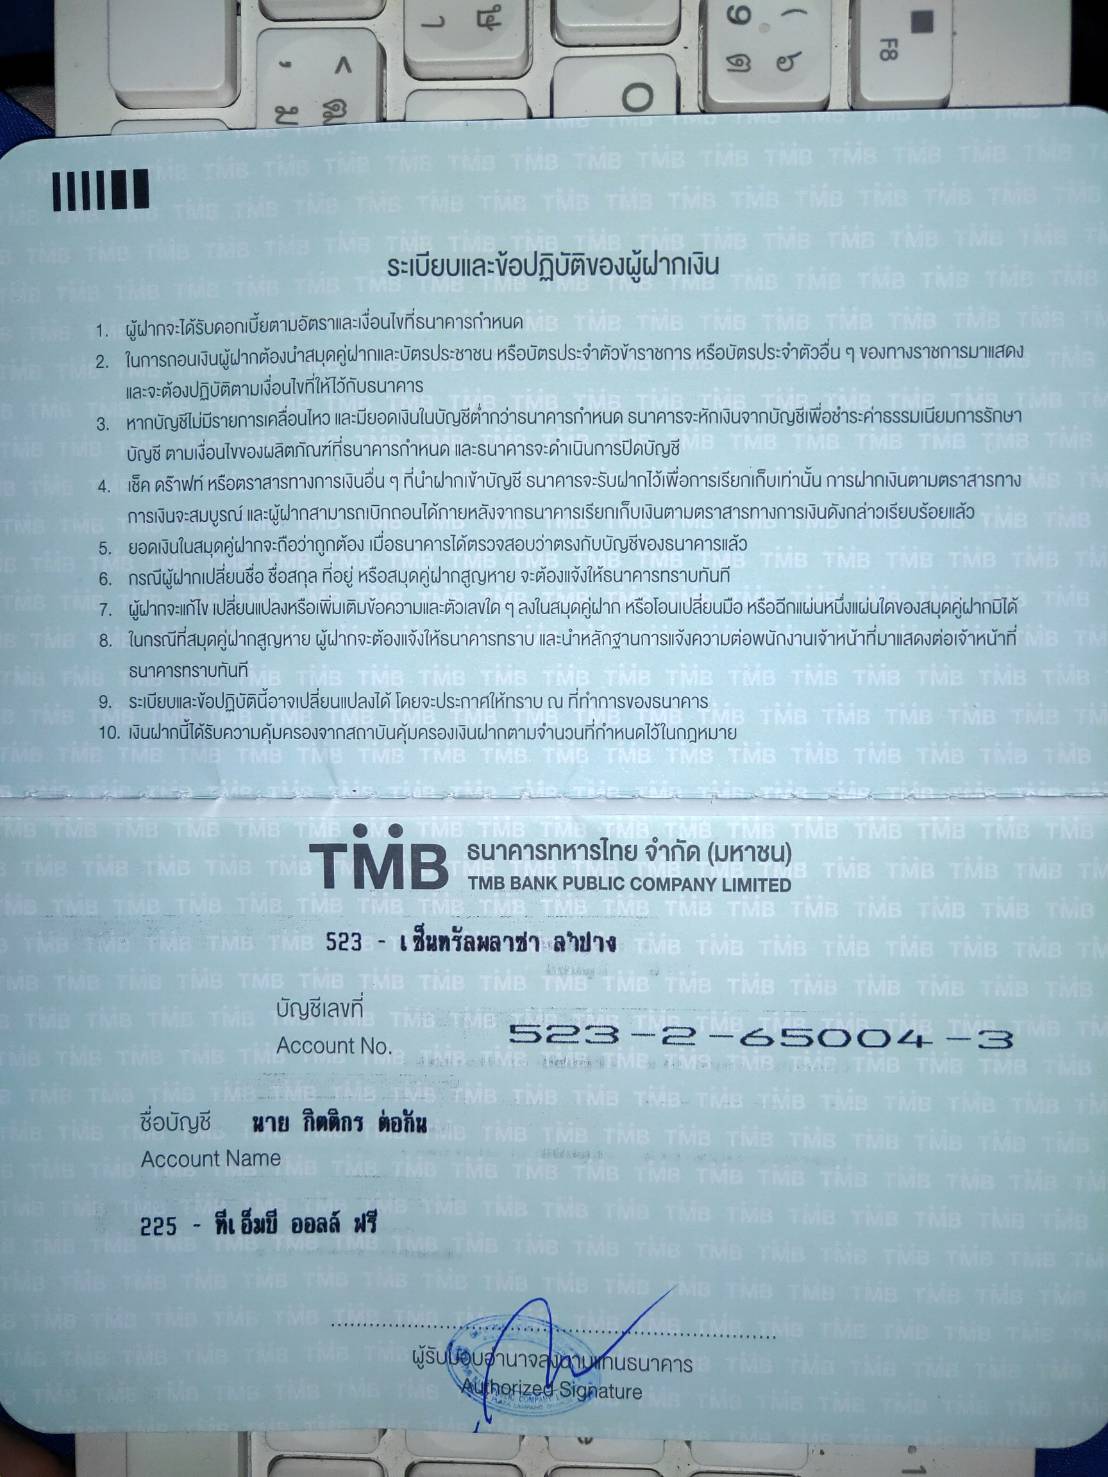 ระเบียบและข้อปฏิบัติของผู้ฝากเงิน
1. ผู้ฝากจะได้รับดอกเบี้ยตามอัตราและเงื่อนไขที่ธนาคารกำหนด
2. ในการถอนเงินผู้ฝากต้องนำสมุดคู่ฝากและบัตรประชาชน หรือบัตรประจำตัวข้าราชการ หรือบัตรประจำตัวอื่น ๆ ของทางราชการมาแสดง
และจะต้องปฏิบัติตามเงื่อนไขที่ให้ไว้กับธนาคาร
3. หากบัญชีไม่มีรายการเคลื่อนไหว และมียอดเงินในบัญชีต่ำกว่าธนาคารกำหนด ธนาคารจะหักเงินจากบัญชีเพื่อชำระค่าธรรมเนียมการรักษา
บัญชี ตามเงื่อนไขของผลิตภัณฑ์ที่ธนาคารกำหนด และธนาคารจะดำเนินการปิดบัญชี
4. เช็ค ดร๊าฟท์ หรือตราสารทางการเงินอื่น ๆ ที่นำฝากเข้าบัญชี ธนาคารจะรับฝากไว้เพื่อการเรียกเก็บเท่านั้น การฝากเงินตามตราสารทาง
การเงินจะสมบูรณ์ และผู้ฝากสามารถเบิกถอนได้ภายหลังจากธนาคารเรียกเก็บเงินตามตราสารทางการเงินดังกล่าวเรียบร้อยแล้ว
5. ยอดเงินในสมุดคู่ฝากจะถือว่าถูกต้อง เมื่อธนาคารได้ตรวจสอบว่าตรงกับบัญชีของธนาคารแล้ว
6. กรณีผู้ฝากเปลี่ยนชื่อ ชื่อสกุล ที่อยู่ หรือสมุดคู่ฝากสูญหาย จะต้องแจ้งให้ธนาคารทราบทันที
7. ผู้ฝากจะแก้ไข เปลี่ยนแปลงหรือเพิ่มเติมข้อความและตัวเลขใด ๆ ลงในสมุดคู่ฝาก หรือโอนเปลี่ยนมือ หรือฉีกแผ่นหนึ่งแผ่นใดของสมุดคู่ฝากมิได้
8. ในกรณีที่สมุดคู่ฝากสูญหาย ผู้ฝากจะต้องแจ้งให้ธนาคารทราบ และนำหลักฐานการแจ้งความต่อพนักงานเจ้าหน้าที่มาแสดงต่อเจ้าหน้าที่
ธนาคารทราบทันที
9. ระเบียบและข้อปฏิบัตินี้อาจเปลี่ยนแปลงได้ โดยจะประกาศให้ทราบ ณ ที่ทำการของธนาคาร
10. เงินฝากนี้ได้รับความคุ้มครองจากสถาบันคุ้มครองเงินฝากตามจำนวนที่กำหนดไว้ในกฎหมาย
TMB ธนาคารทหารไทย จำกัด (มหาชน)
TMB BANK PUBLIC COMPANY LIMITED
523 - เซ็นทรัลพลาซ่า ลำปาง
บัญชีเลขที่
Account No. 523-2-65004-3
ชื่อบัญชี นาย กิตติกร ต่อกัน
Account Name
225 - ทีเอ็มบี ออลล์ ฟรี
ผู้รับมอบอำนาจลงนามแทนธนาคาร
Authorized Signature